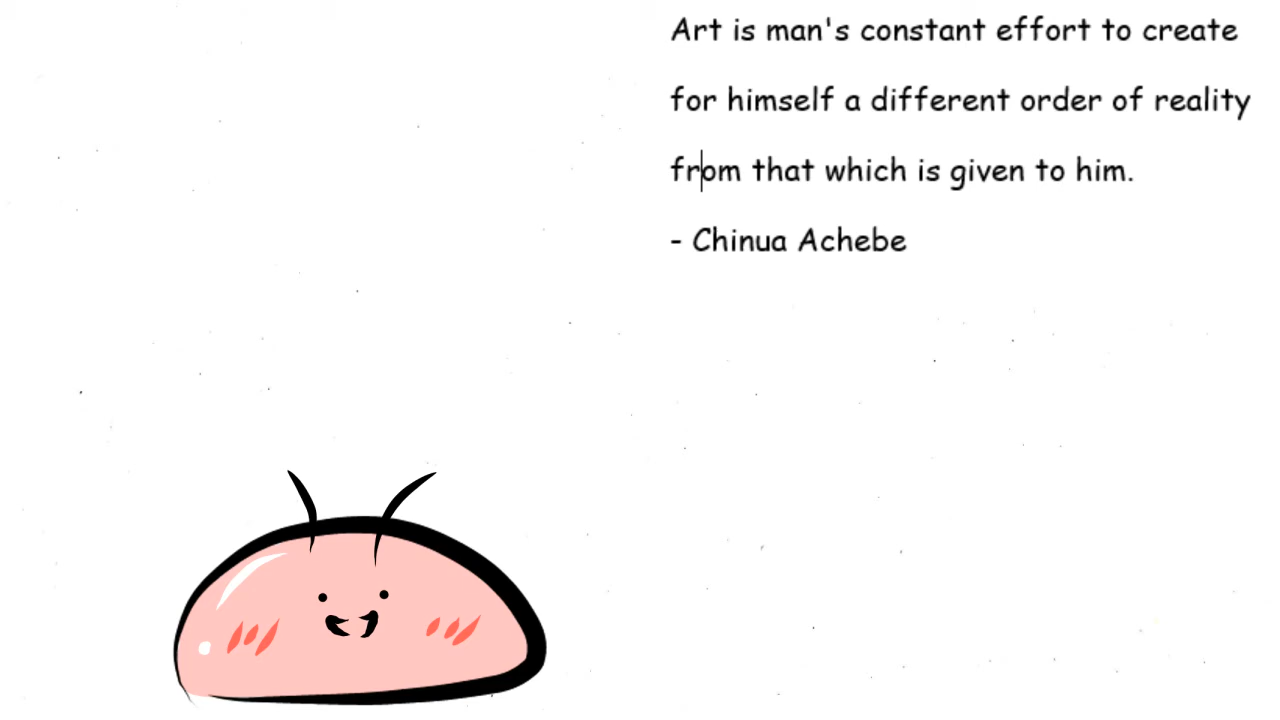 Art is man's constant effort to create
for himself a different order of reality
from that which is given to him.
- Chinua Achebe